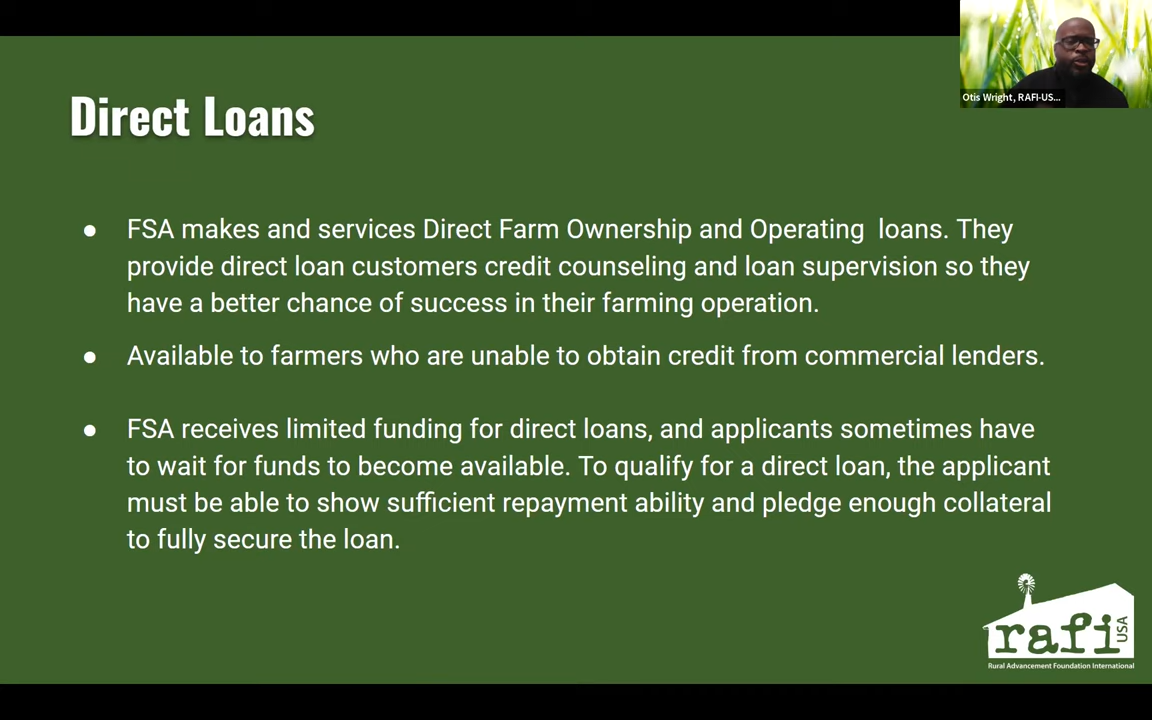 Otis Wright, RAFI-US...
Direct Loans
● FSA makes and services Direct Farm Ownership and Operating  loans. They
provide direct loan customers credit counseling and loan supervision so they
have a better chance of success in their farming operation.
● Available to farmers who are unable to obtain credit from commercial lenders.
● FSA receives limited funding for direct loans, and applicants sometimes have
to wait for funds to become available. To qualify for a direct loan, the applicant
must be able to show sufficient repayment ability and pledge enough collateral
to fully secure the loan.
rafi USA
Rural Advancement Foundation International